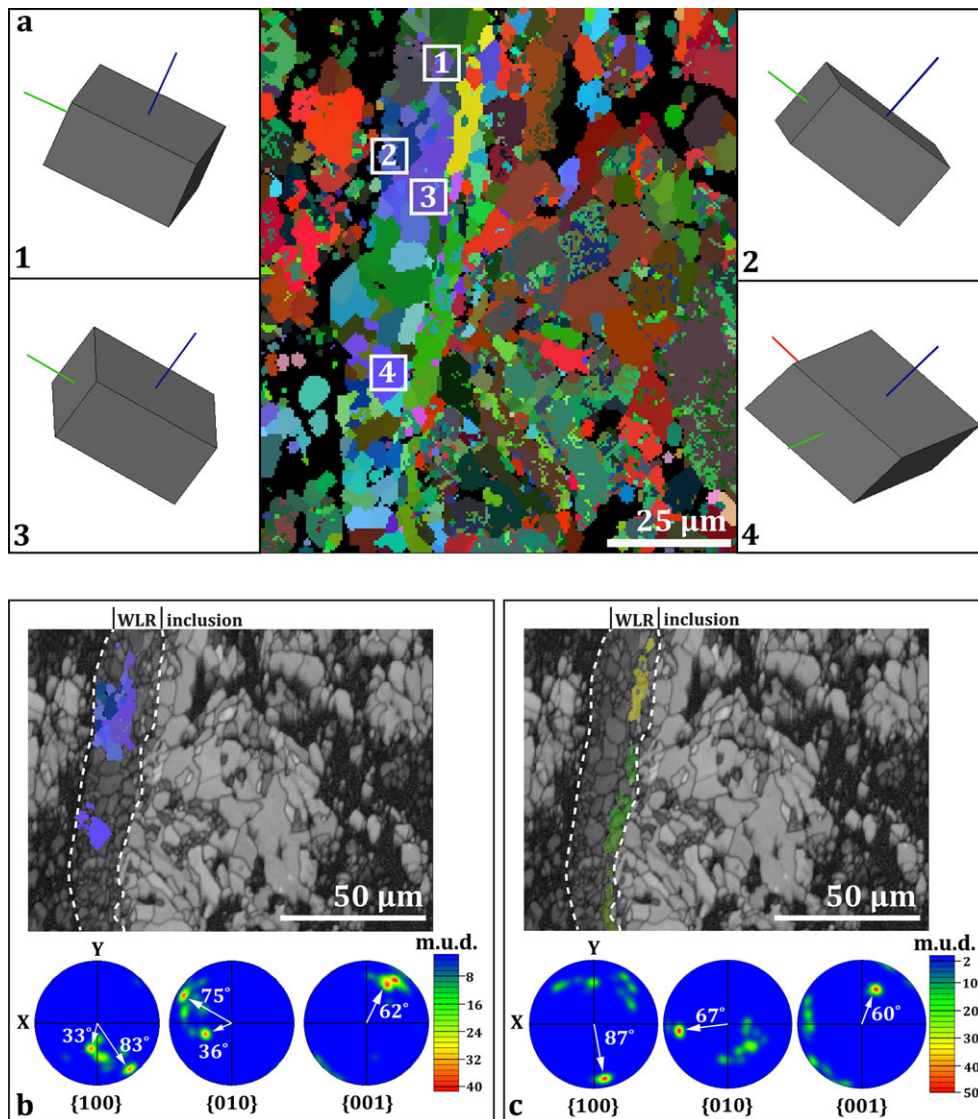 a
1
2
3
4
1
2
3
4
25 µm
WLR inclusion
50 µm
Y
X
m.u.d.
75°
33°
83°
36°
62°
8
16
24
32
40
b
{100}
{010}
{001}
WLR inclusion
50 µm
Y
X
m.u.d.
87°
67°
60°
2
10
20
30
40
50
c
{100}
{010}
{001}